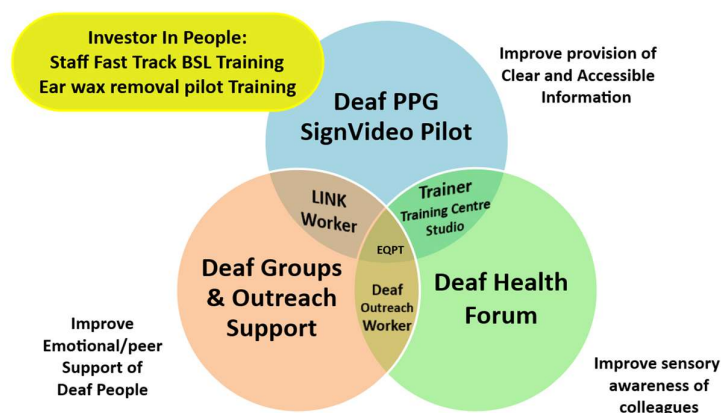 Investor In People:
Staff Fast Track BSL Training
Ear wax removal pilot Training
Improve provision of
Clear and Accessible
Information
Deaf PPG
SignVideo Pilot
LINK
Worker
Trainer
Training Centre
Studio
EQPT
Deaf Groups
& Outreach
Support
Deaf
Outreach
Worker
Deaf Health
Forum
Improve
Emotional/peer
Support of
Deaf People
Improve sensory
awareness of
colleagues